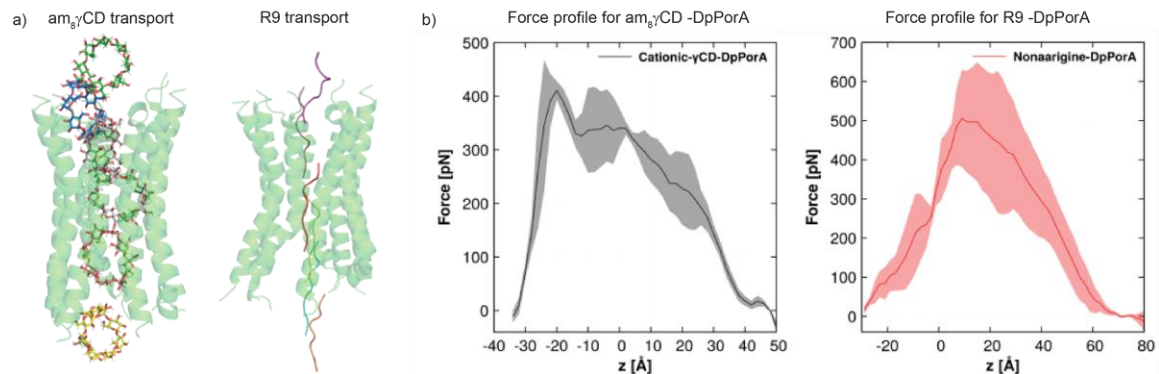 a) am₈γCD transport R9 transport
b) Force profile for am₈γCD -DpPorA Force profile for R9 -DpPorA
Cationic-γCD-DpPorA
Force [pN]
500
400
300
200
100
0
-40 -30 -20 -10 0 10 20 30 40 50
z [Å]
Nonaarigine-DpPorA
Force [pN]
700
600
500
400
300
200
100
0
-20 0 20 40 60 80
z [Å]